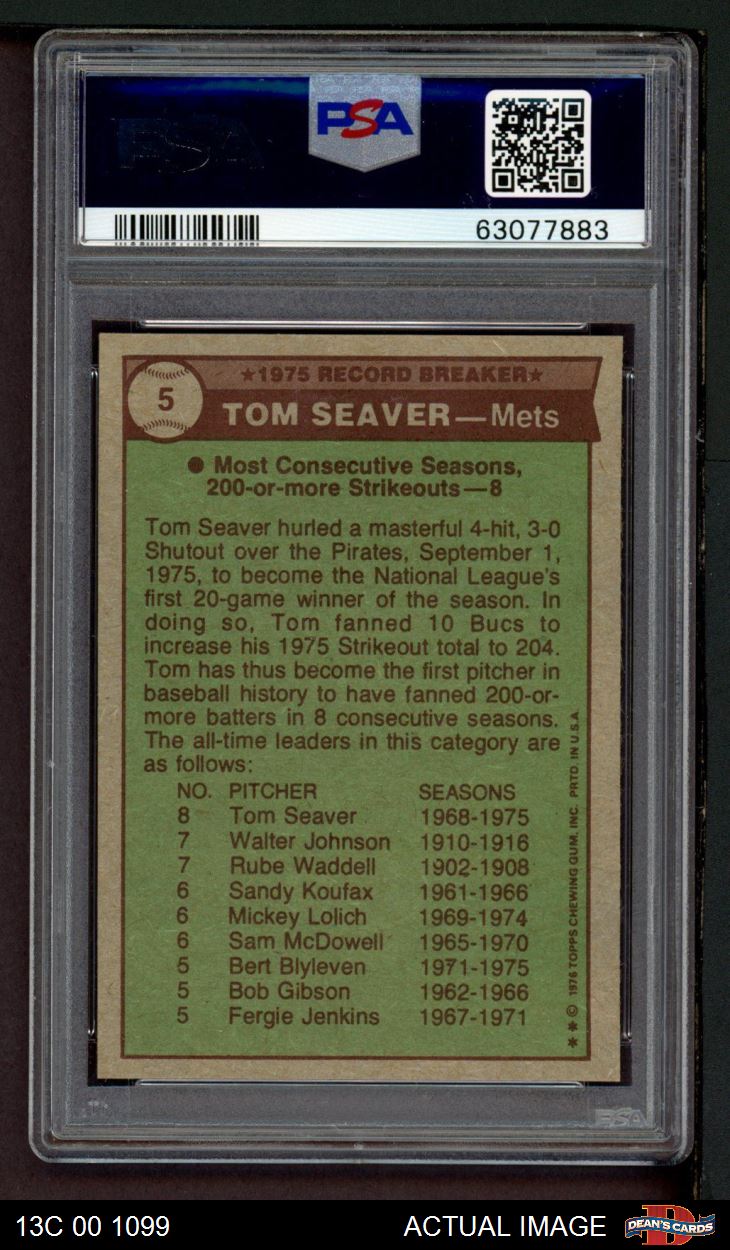 PSA
63077883
★1975 RECORD BREAKER★
5
TOM SEAVER—Mets
● Most Consecutive Seasons,
200-or-more Strikeouts—8
Tom Seaver hurled a masterful 4-hit, 3-0
Shutout over the Pirates, September 1,
1975, to become the National League's
first 20-game winner of the season. In
doing so, Tom fanned 10 Bucs to
increase his 1975 Strikeout total to 204.
Tom has thus become the first pitcher in
baseball history to have fanned 200-or-
more batters in 8 consecutive seasons.
The all-time leaders in this category are
as follows:
NO. PITCHER SEASONS
8 Tom Seaver 1968-1975
7 Walter Johnson 1910-1916
7 Rube Waddell 1902-1908
6 Sandy Koufax 1961-1966
6 Mickey Lolich 1969-1974
6 Sam McDowell 1965-1970
5 Bert Blyleven 1971-1975
5 Bob Gibson 1962-1966
5 Fergie Jenkins 1967-1971
** © 1976 TOPPS CHEWING GUM, INC. PRTD. IN U.S.A.
PSA
13C 00 1099
ACTUAL IMAGE
DEAN'S CARDS